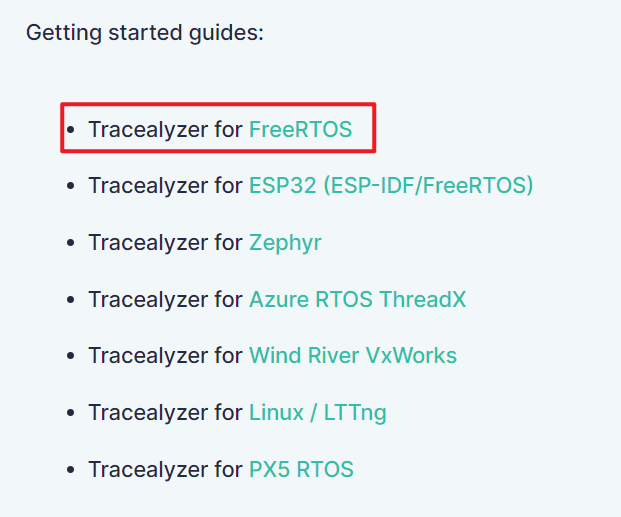 Getting started guides:
• Tracealyzer for FreeRTOS
• Tracealyzer for ESP32 (ESP-IDF/FreeRTOS)
• Tracealyzer for Zephyr
• Tracealyzer for Azure RTOS ThreadX
• Tracealyzer for Wind River VxWorks
• Tracealyzer for Linux / LTTng
• Tracealyzer for PX5 RTOS